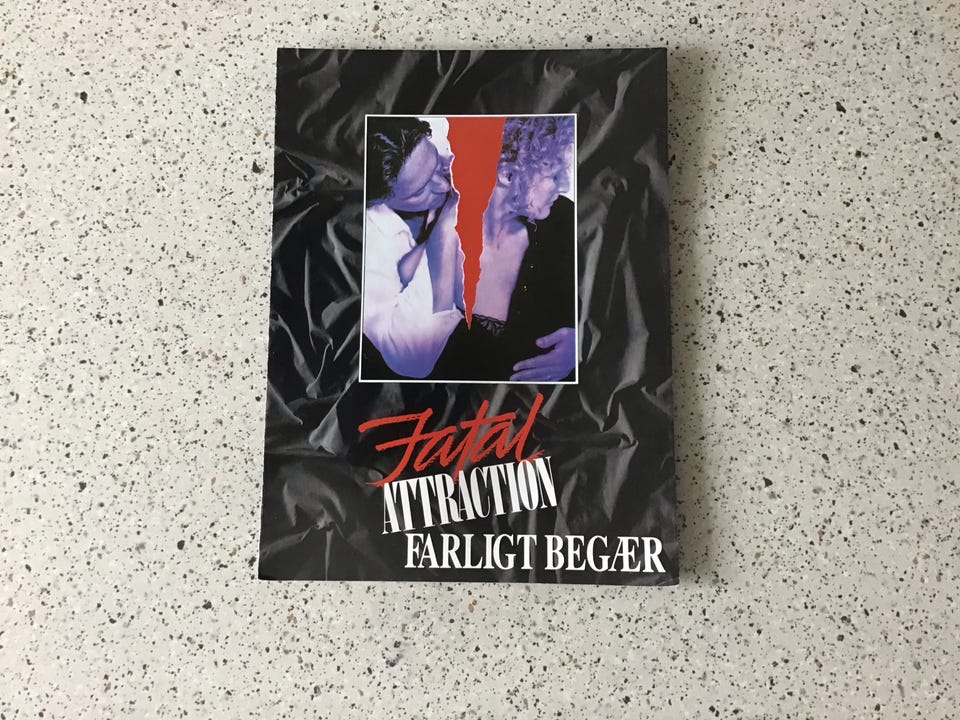 Fatal
ATTRACTION
FARLIGT BEGÆR